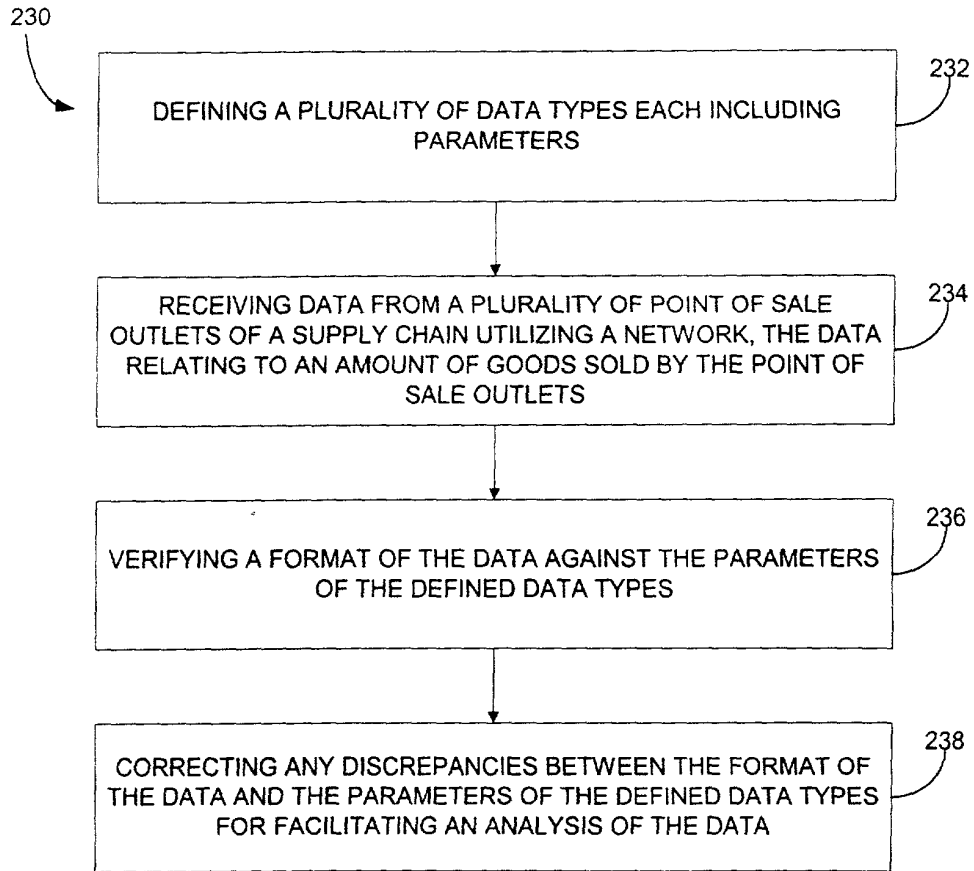 230
232
DEFINING A PLURALITY OF DATA TYPES EACH INCLUDING
PARAMETERS
234
RECEIVING DATA FROM A PLURALITY OF POINT OF SALE
OUTLETS OF A SUPPLY CHAIN UTILIZING A NETWORK, THE DATA
RELATING TO AN AMOUNT OF GOODS SOLD BY THE POINT OF
SALE OUTLETS
236
VERIFYING A FORMAT OF THE DATA AGAINST THE PARAMETERS
OF THE DEFINED DATA TYPES
238
CORRECTING ANY DISCREPANCIES BETWEEN THE FORMAT OF
THE DATA AND THE PARAMETERS OF THE DEFINED DATA TYPES
FOR FACILITATING AN ANALYSIS OF THE DATA